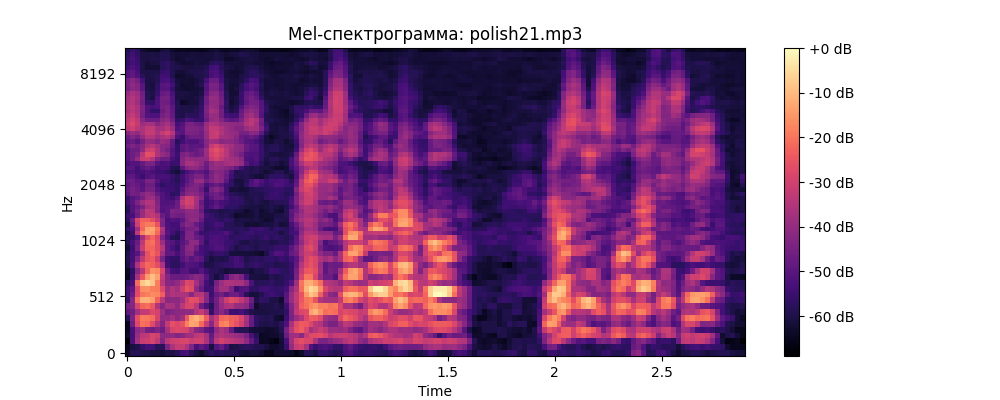 Mel-спектрограмма: polish21.mp3
Hz
8192
4096
2048
1024
512
0
0
0.5
1
1.5
2
2.5
Time
+0 dB
-10 dB
-20 dB
-30 dB
-40 dB
-50 dB
-60 dB